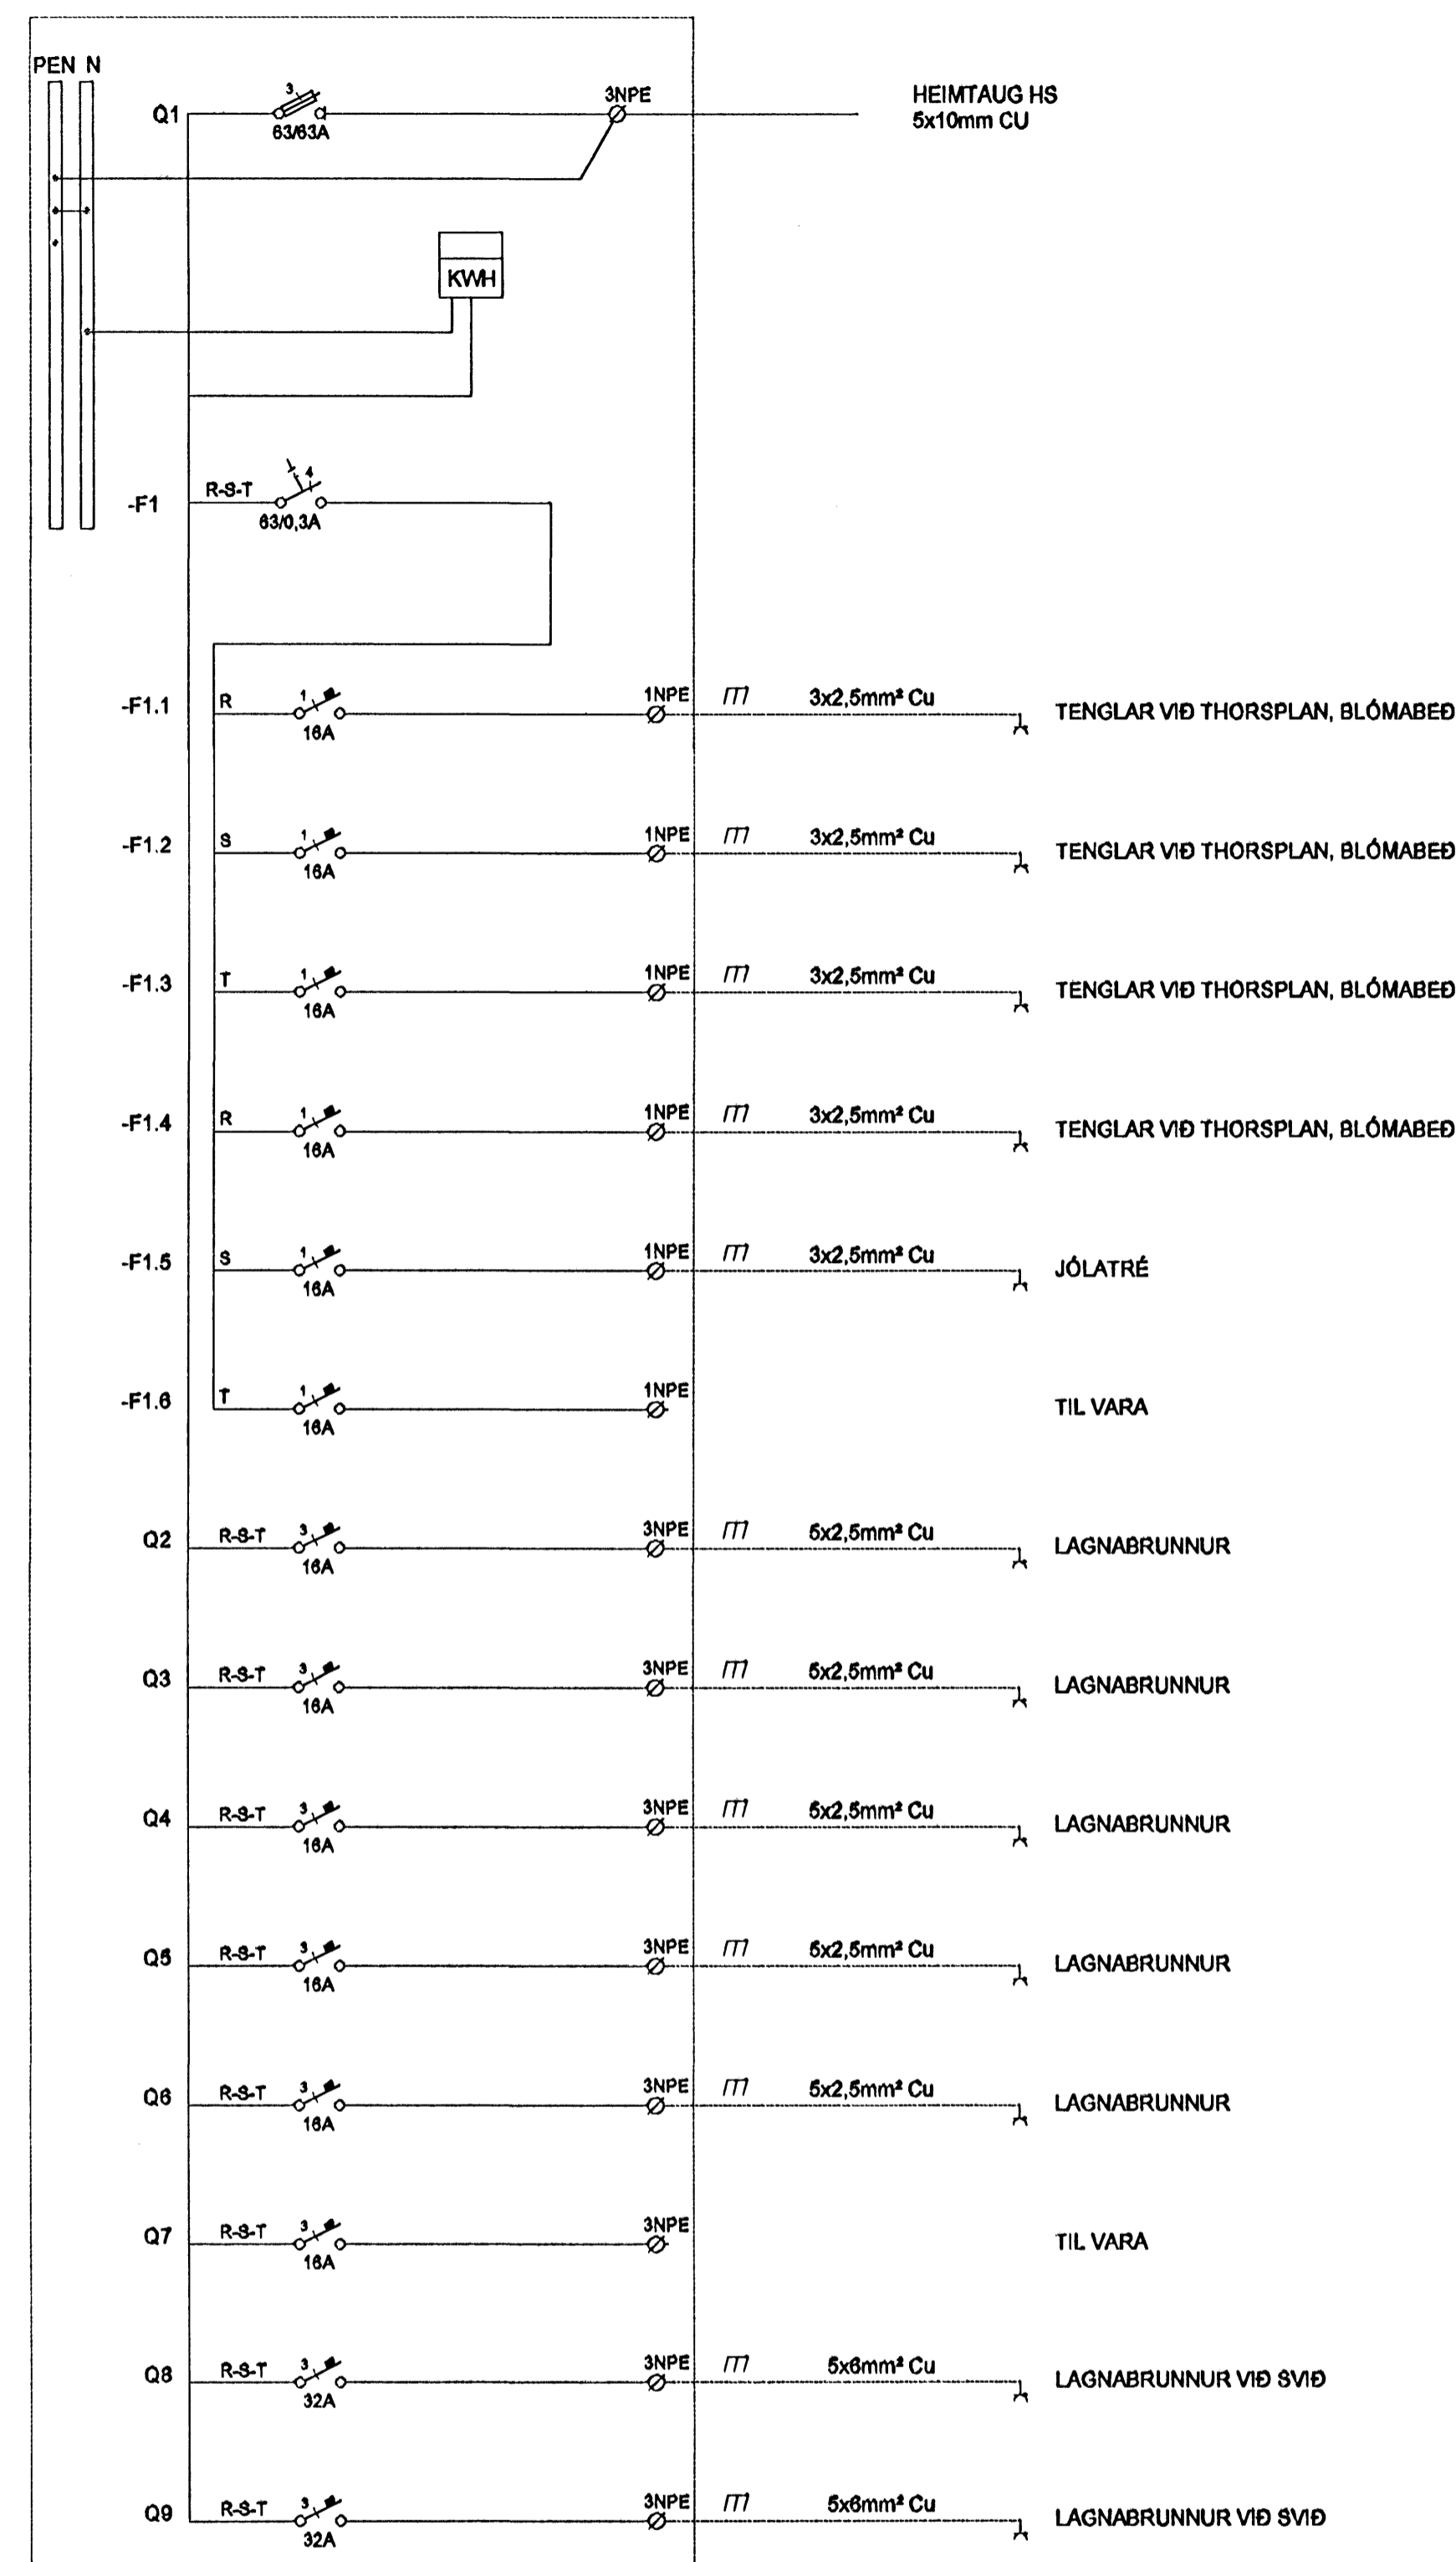 PEN N
Q1 3 63/63A 3NPE HEIMTAUG HS
5x10mm CU
KWH
-F1 R-S-T 4 63/0,3A
-F1.1 R 1 16A 1NPE 3x2,5mm² Cu TENGLAR VIÐ THORSPLAN, BLÓMABEÐ
-F1.2 S 1 16A 1NPE 3x2,5mm² Cu TENGLAR VIÐ THORSPLAN, BLÓMABEÐ
-F1.3 T 1 16A 1NPE 3x2,5mm² Cu TENGLAR VIÐ THORSPLAN, BLÓMABEÐ
-F1.4 R 1 16A 1NPE 3x2,5mm² Cu TENGLAR VIÐ THORSPLAN, BLÓMABEÐ
-F1.5 S 1 16A 1NPE 3x2,5mm² Cu JÓLATRÉ
-F1.6 T 1 16A 1NPE TIL VARA
Q2 R-S-T 3 16A 3NPE 5x2,5mm² Cu LAGNABRUNNUR
Q3 R-S-T 3 16A 3NPE 5x2,5mm² Cu LAGNABRUNNUR
Q4 R-S-T 3 16A 3NPE 5x2,5mm² Cu LAGNABRUNNUR
Q5 R-S-T 3 16A 3NPE 5x2,5mm² Cu LAGNABRUNNUR
Q6 R-S-T 3 16A 3NPE 5x2,5mm² Cu LAGNABRUNNUR
Q7 R-S-T 3 16A 3NPE TIL VARA
Q8 R-S-T 3 32A 3NPE 5x6mm² Cu LAGNABRUNNUR VIÐ SVIÐ
Q9 R-S-T 3 32A 3NPE 5x6mm² Cu LAGNABRUNNUR VIÐ SVIÐ